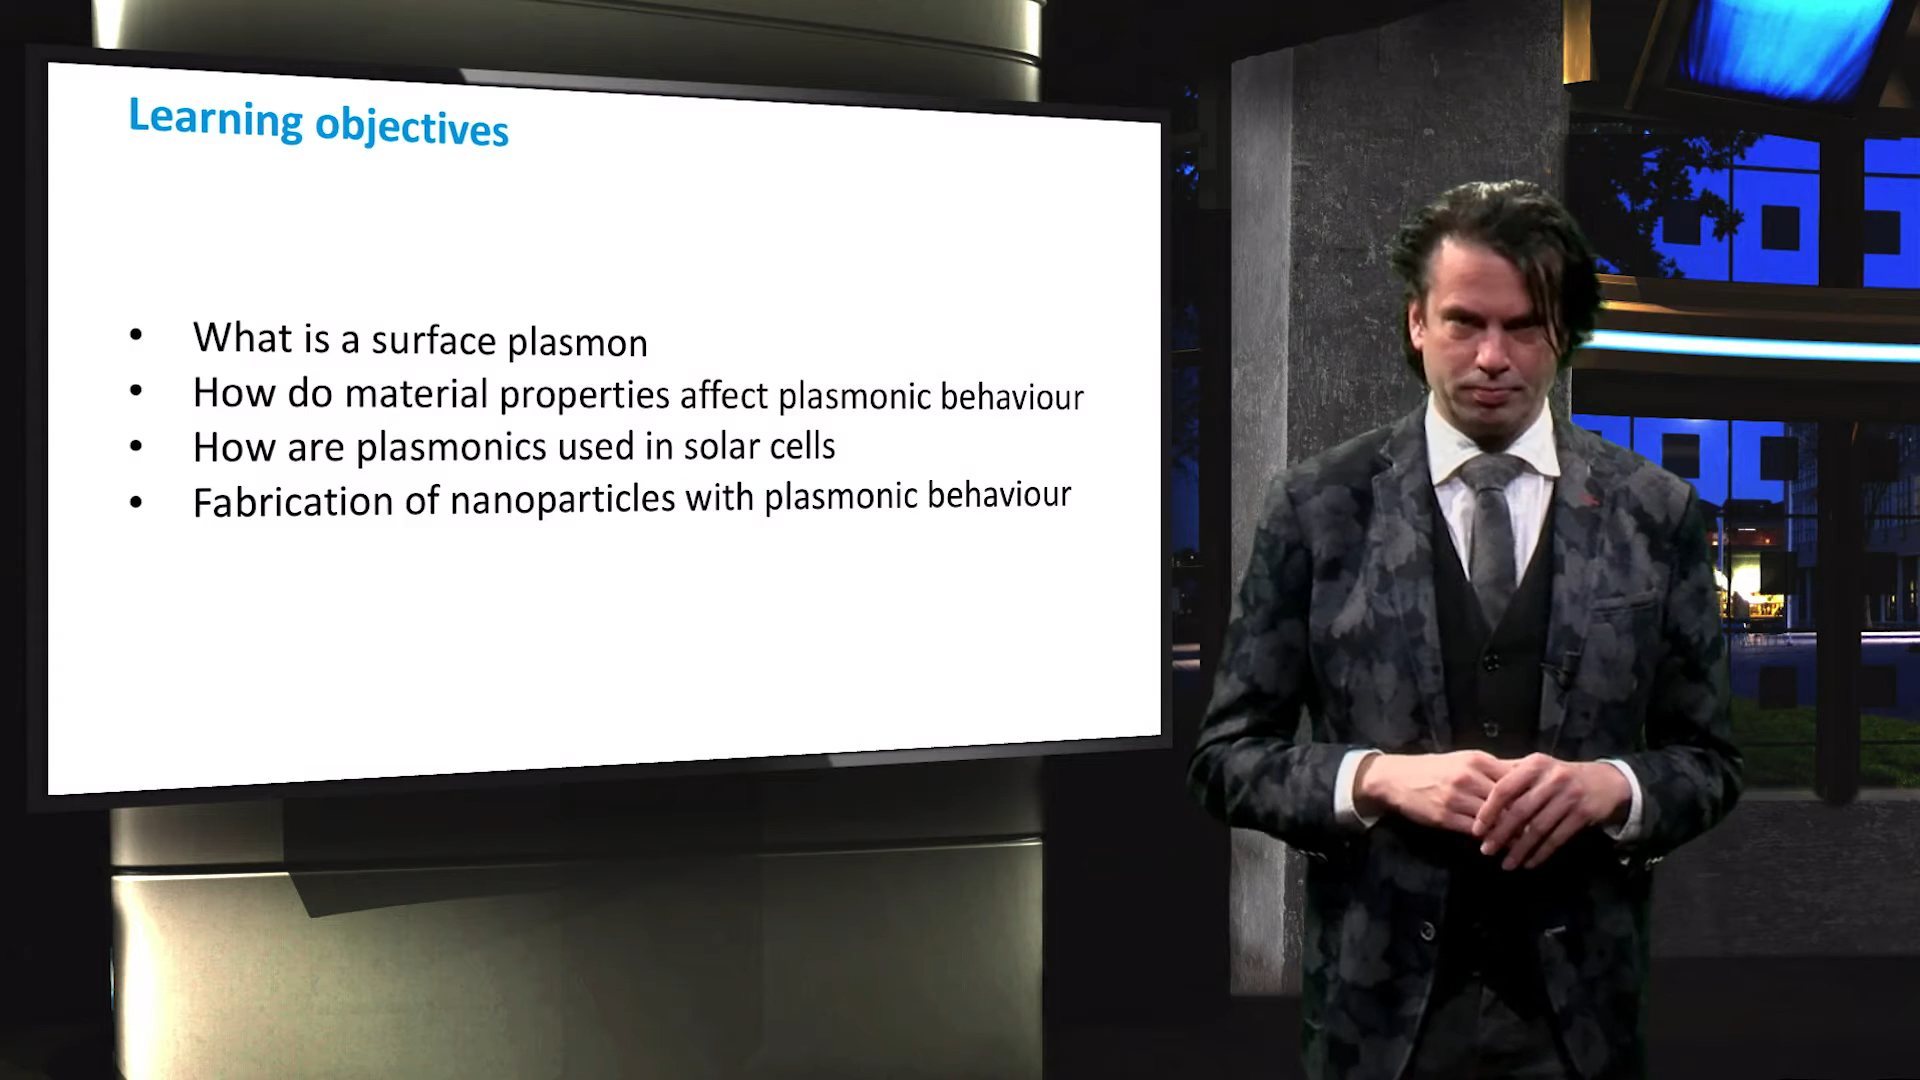 Learning objectives
• What is a surface plasmon
• How do material properties affect plasmonic behaviour
• How are plasmonics used in solar cells
• Fabrication of nanoparticles with plasmonic behaviour